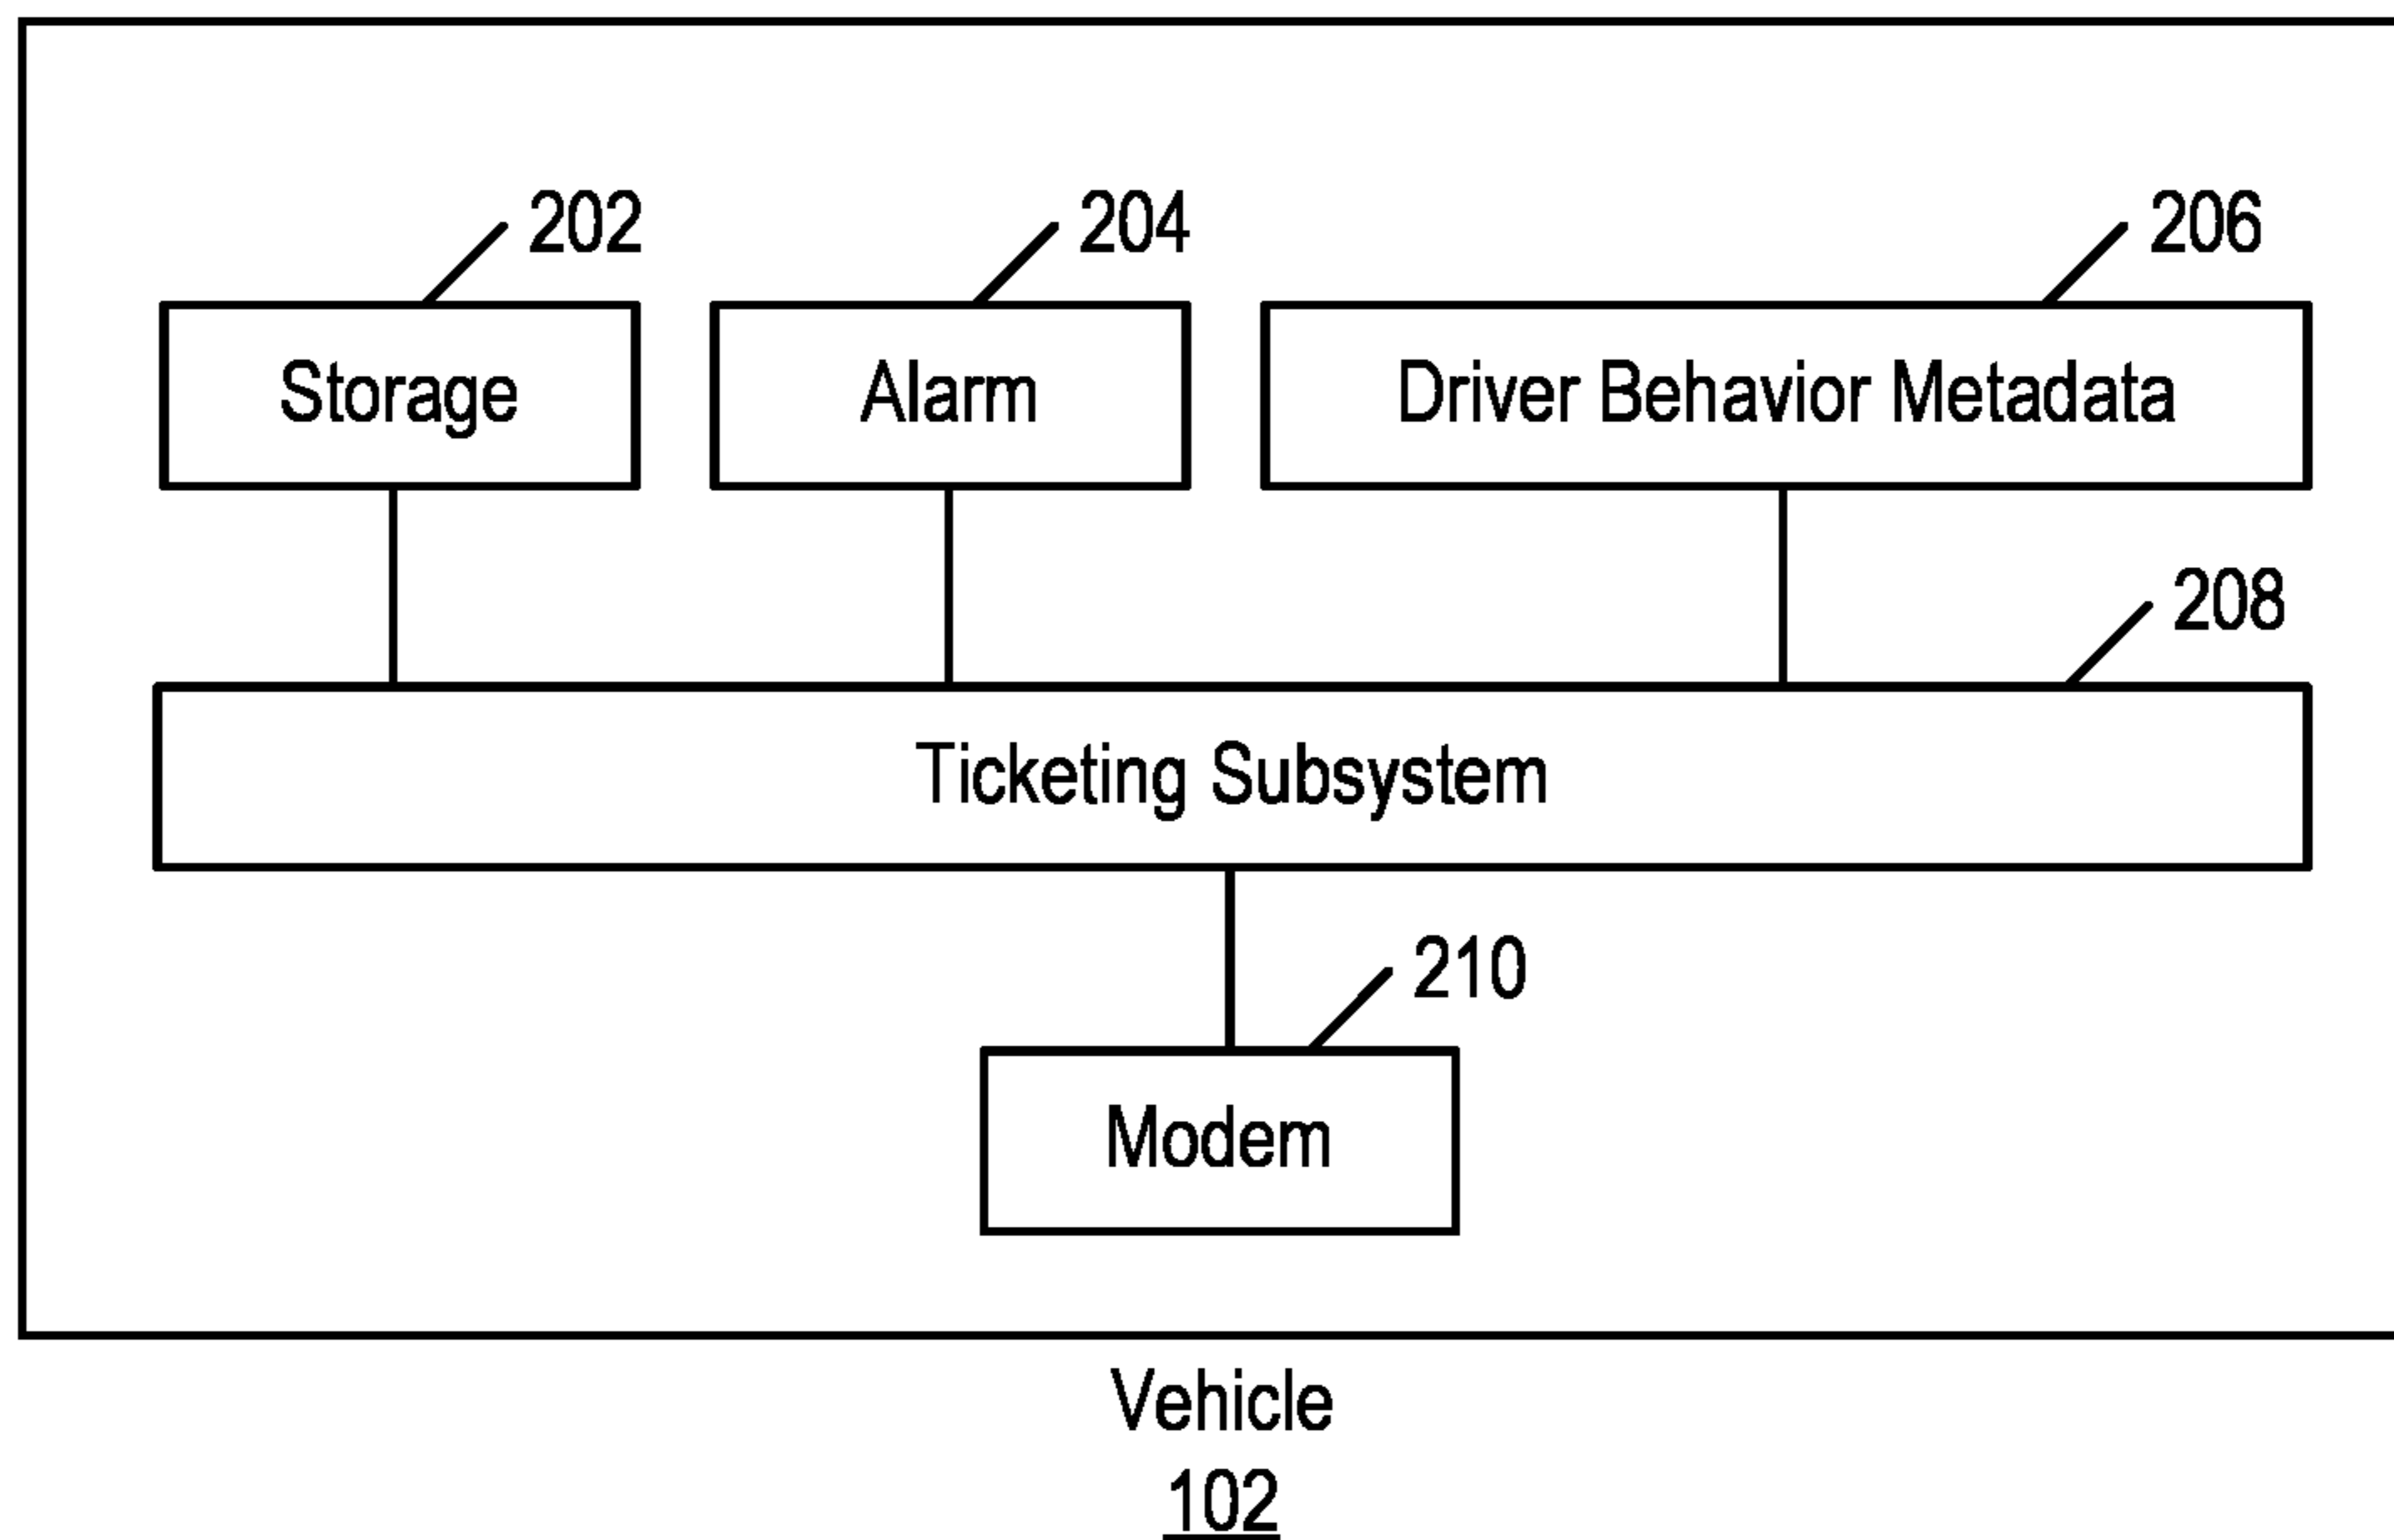 202 204 206
Storage Alarm Driver Behavior Metadata
208
Ticketing Subsystem
210
Modem
Vehicle
102